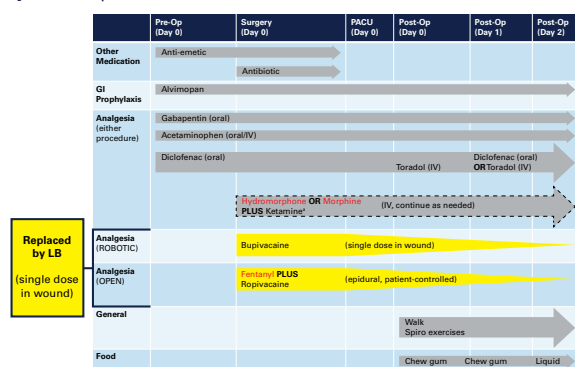 Pre-Op
(Day 0)
Surgery
(Day 0)
PACU
(Day 0)
Post-Op
(Day 0)
Post-Op
(Day 1)
Post-Op
(Day 2)
Other
Medication
Anti-emetic
Antibiotic
GI
Prophylaxis
Alvimopan
Analgesia
(either
procedure)
Gabapentin (oral)
Acetaminophen (oral/IV)
Diclofenac (oral)
Toradol (IV)
Diclofenac (oral)
OR Toradol (IV)
Hydromorphone OR Morphine
PLUS Ketamine
(IV, continue as needed)
Replaced
by LB
(single dose
in wound)
Analgesia
(ROBOTIC)
Bupivacaine
(single dose in wound)
Analgesia
(OPEN)
Fentanyl PLUS
Ropivacaine
(epidural, patient-controlled)
General
Walk
Spiro exercises
Food
Chew gum
Chew gum
Liquid